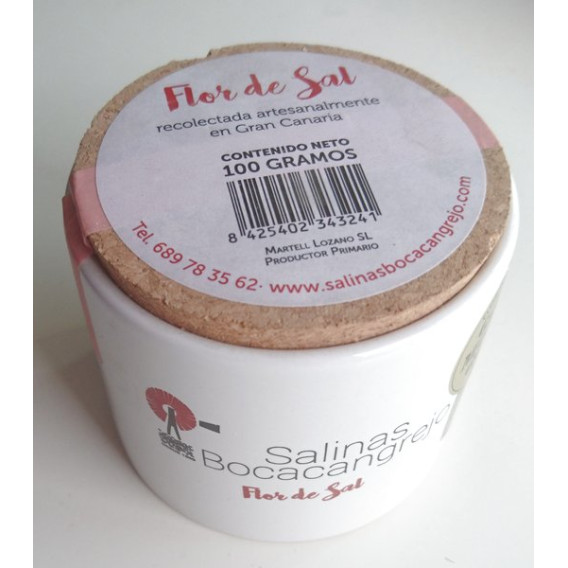 Flor de Sal
recolectada artesanalmente
en Gran Canaria
CONTENIDO NETO
100 GRAMOS
8 425402 343241
MARTELL LOZANO SL
PRODUCTOR PRIMARIO
Tel. 689 78 35 62· www.salinasbocacangrejo.com
Salinas
Bocacangrejo
Flor de Sal